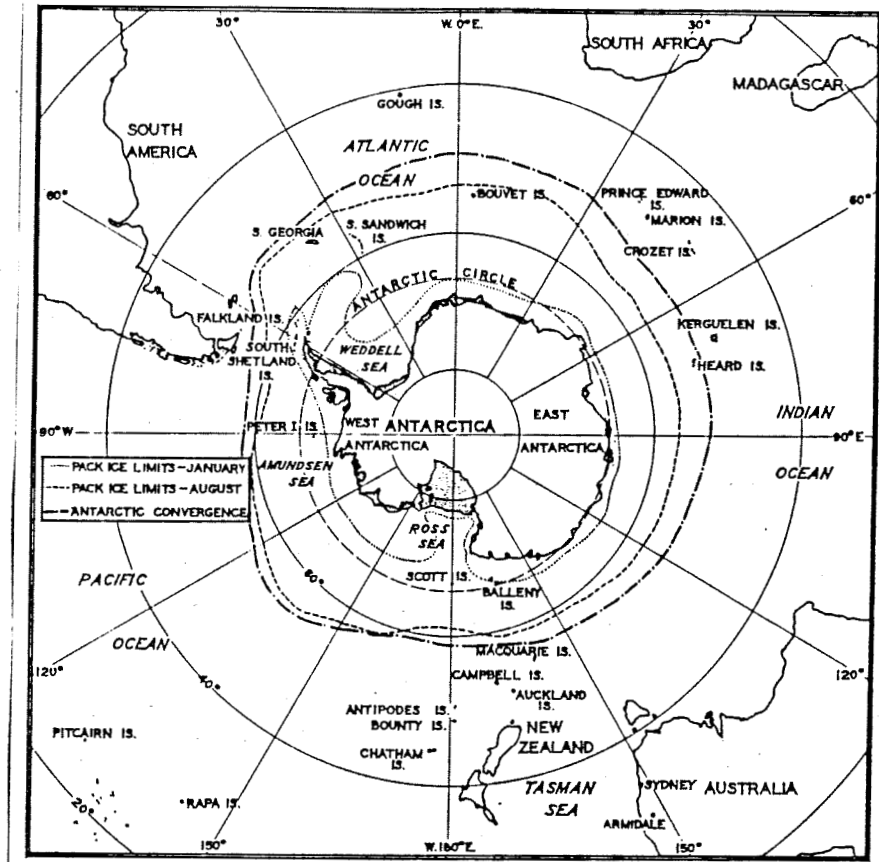 30°
W. 0° E.
30°
SOUTH AFRICA
MADAGASCAR
GOUGH IS.
SOUTH
AMERICA
ATLANTIC
OCEAN
60°
BOUVET IS.
PRINCE EDWARD
IS.
MARION IS.
60°
S. GEORGIA
S. SANDWICH
IS.
CROZET IS.
ANTARCTIC CIRCLE
FALKLAND IS.
KERGUELEN IS.
SOUTH
SHETLAND
IS.
WEDDELL
SEA
HEARD IS.
INDIAN
OCEAN
90°W
PETER I. IS.
WEST
ANTARCTICA
ANTARCTICA
EAST
ANTARCTICA
90°E
AMUNDSEN
SEA
PACK ICE LIMITS-JANUARY
PACK ICE LIMITS-AUGUST
ANTARCTIC CONVERGENCE
ROSS
SEA
SCOTT IS.
BALLENY
IS.
PACIFIC
OCEAN
MACQUARIE IS.
CAMPBELL IS.
AUCKLAND
IS.
120°
120°
ANTIPODES IS.
BOUNTY IS.
NEW
ZEALAND
CHATHAM
IS.
PITCAIRN IS.
RAPA IS.
20°
TASMAN
SEA
SYDNEY
AUSTRALIA
ARMIDALE
150°
W. 180° E.
150°